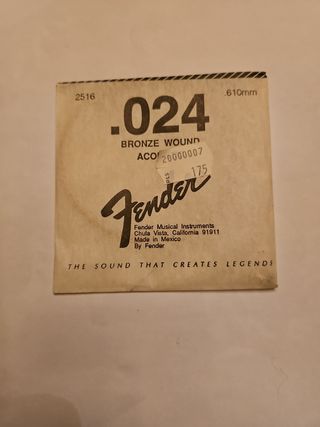 2516
.610mm
.024
BRONZE WOUND
20000007
175
Fender
Fender Musical Instruments
Chula Vista, California 91911
Made in Mexico
By Fender
THE SOUND THAT CREATES LEGENDS